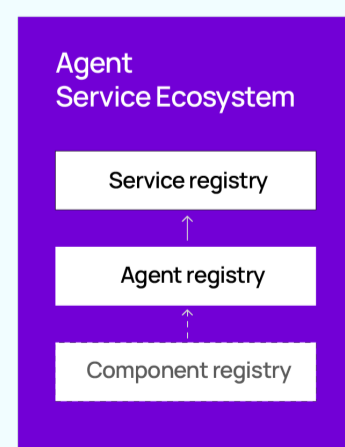 Agent
Service Ecosystem
Service registry
Agent registry
Component registry